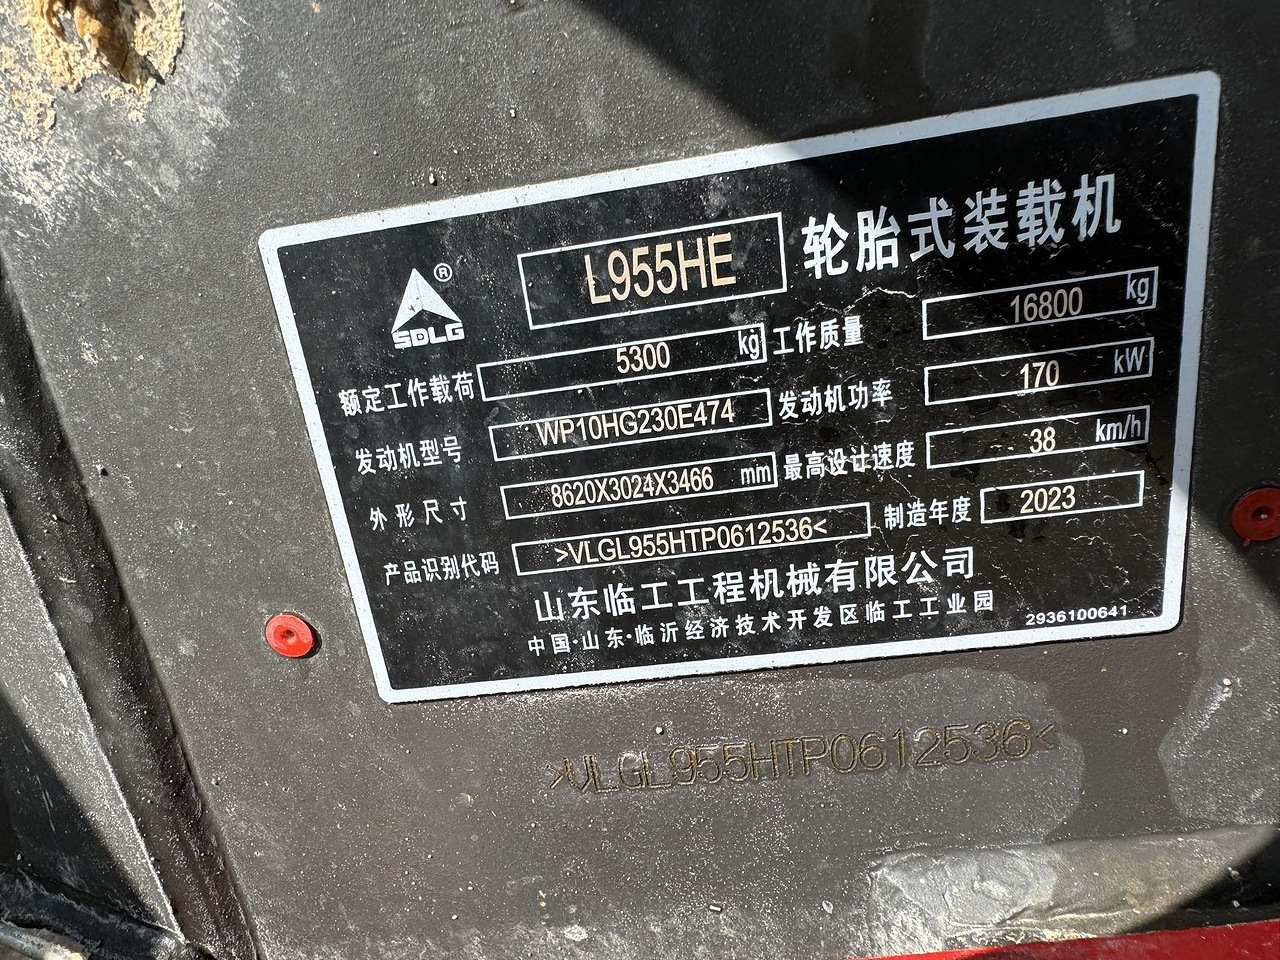 L955HE 轮胎式装载机
®
SDLG
额定工作载荷 5300 kg 工作质量 16800 kg
发动机型号 WP10HG230E474 发动机功率 170 kW
外形尺寸 8620X3024X3466 mm 最高设计速度 38 km/h
产品识别代码 >VLGL955HTP0612536< 制造年度 2023
山东临工工程机械有限公司
中国·山东·临沂经济技术开发区临工工业园 2936100641
>VLGL955HTP0612536<